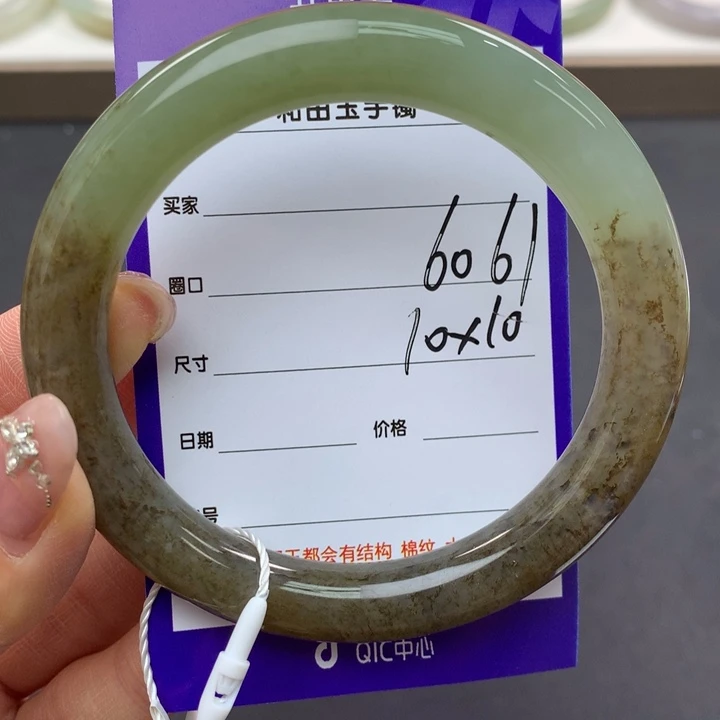 和田玉手镯
买家
圈口 60 61
尺寸 10x10
日期 价格
号
都会有结构 棉纹
QIC中心